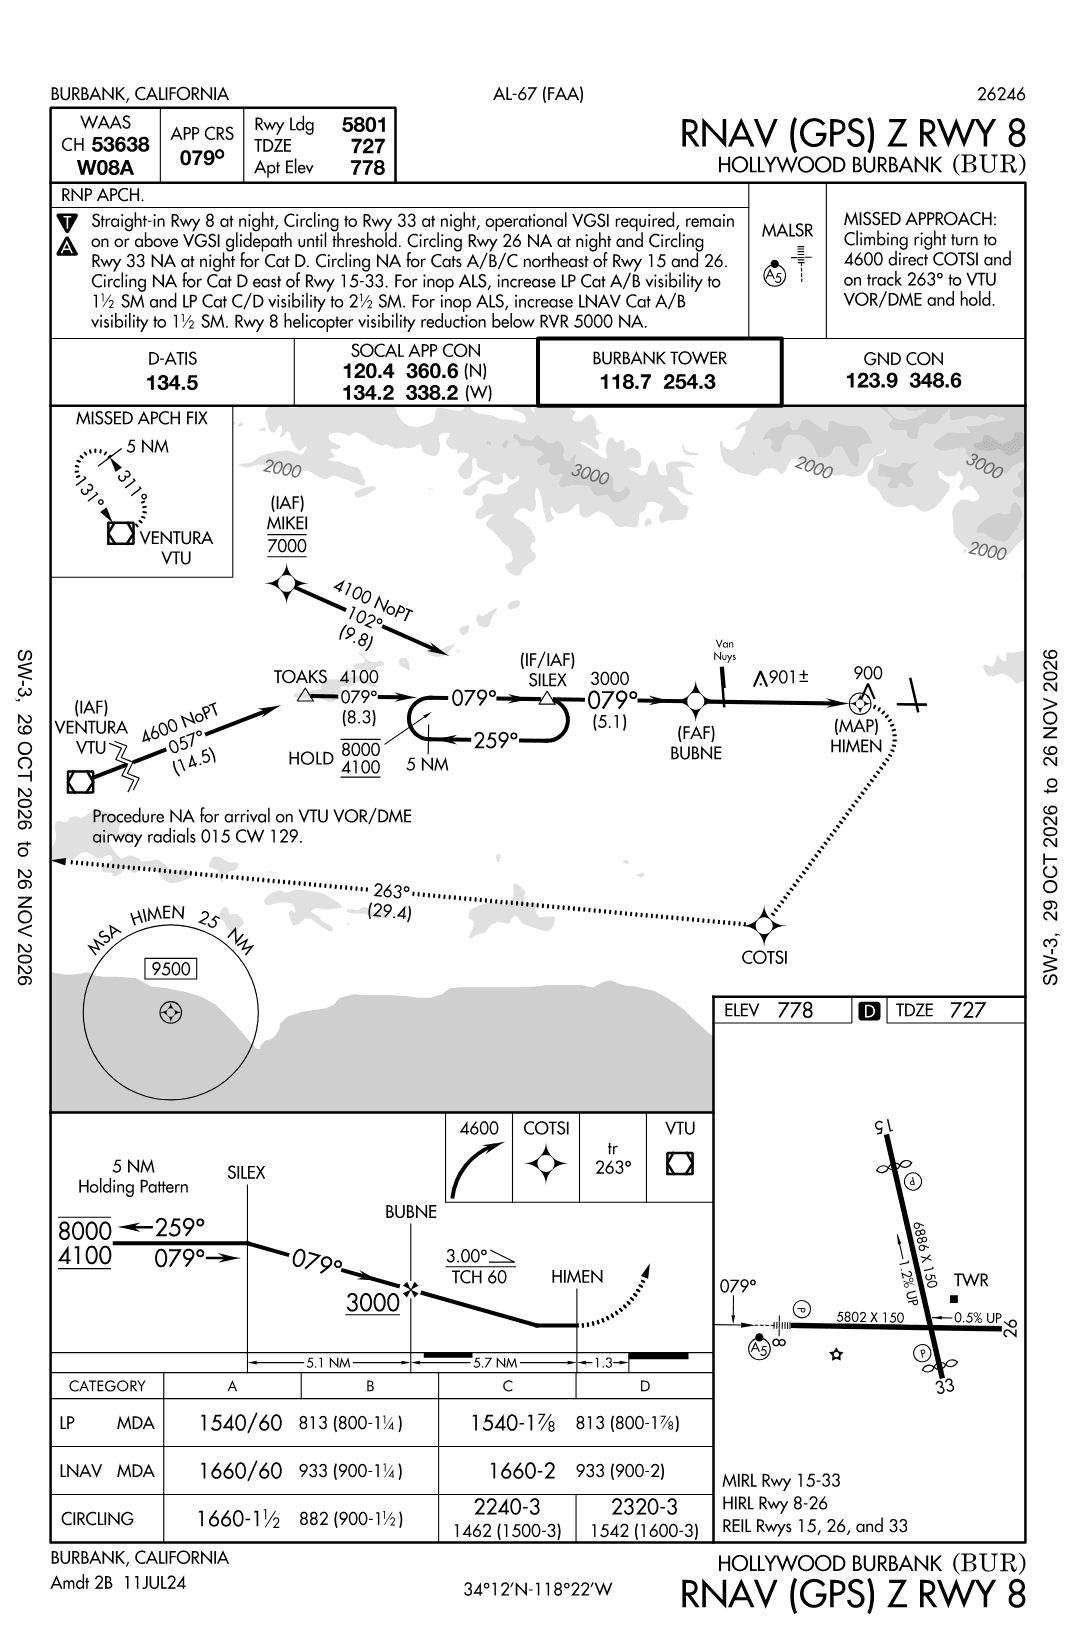 BURBANK, CALIFORNIA
AL-67 (FAA)
26246
WAAS
CH 53638
W08A
APP CRS
079°
Rwy Ldg 5801
TDZE 727
Apt Elev 778
RNAV (GPS) Z RWY 8
HOLLYWOOD BURBANK (BUR)
RNP APCH.
T
A
Straight-in Rwy 8 at night, Circling to Rwy 33 at night, operational VGSI required, remain
on or above VGSI glidepath until threshold. Circling Rwy 26 NA at night and Circling
Rwy 33 NA at night for Cat D. Circling NA for Cats A/B/C northeast of Rwy 15 and 26.
Circling NA for Cat D east of Rwy 15-33. For inop ALS, increase LP Cat A/B visibility to
1½ SM and LP Cat C/D visibility to 2½ SM. For inop ALS, increase LNAV Cat A/B
visibility to 1½ SM. Rwy 8 helicopter visibility reduction below RVR 5000 NA.
MALSR
A5
MISSED APPROACH:
Climbing right turn to
4600 direct COTSI and
on track 263° to VTU
VOR/DME and hold.
D-ATIS
134.5
SOCAL APP CON
120.4 360.6 (N)
134.2 338.2 (W)
BURBANK TOWER
118.7 254.3
GND CON
123.9 348.6
MISSED APCH FIX
5 NM
311°
131°
VENTURA
VTU
2000
3000
2000
3000
2000
(IAF)
MIKEI
7000
4100 NoPT
102°
(9.8)
TOAKS
4100
079°
(8.3)
(IF/IAF)
SILEX
079°
259°
HOLD
8000
4100
5 NM
3000
079°
(5.1)
(FAF)
BUBNE
Van
Nuys
901±
900
(MAP)
HIMEN
(IAF)
VENTURA
VTU
4600 NoPT
057°
(14.5)
Procedure NA for arrival on VTU VOR/DME
airway radials 015 CW 129.
263°
(29.4)
COTSI
MSA HIMEN 25 NM
9500
SW-3, 29 OCT 2026 to 26 NOV 2026
SW-3, 29 OCT 2026 to 26 NOV 2026
ELEV 778
D
TDZE 727
15
P
6886 X 150
1.2% UP
TWR
079°
P
5802 X 150
0.5% UP
26
8
A5
P
33
MIRL Rwy 15-33
HIRL Rwy 8-26
REIL Rwys 15, 26, and 33
4600
COTSI
tr
263°
VTU
5 NM
Holding Pattern
SILEX
8000
4100
259°
079°
079°
BUBNE
3000
3.00°
TCH 60
HIMEN
5.1 NM
5.7 NM
1.3
CATEGORY A B C D
LP MDA 1540/60 813 (800-1¼) 1540-1⅞ 813 (800-1⅞)
LNAV MDA 1660/60 933 (900-1¼) 1660-2 933 (900-2)
CIRCLING 1660-1½ 882 (900-1½) 2240-3 1462 (1500-3) 2320-3 1542 (1600-3)
BURBANK, CALIFORNIA
Amdt 2B 11JUL24
34°12'N-118°22'W
HOLLYWOOD BURBANK (BUR)
RNAV (GPS) Z RWY 8